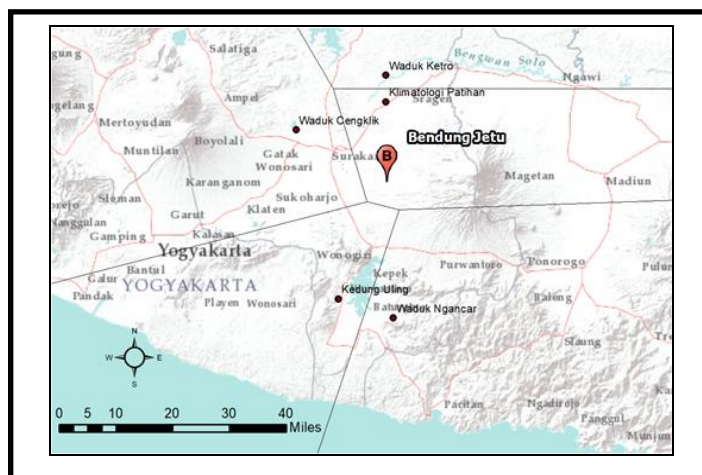 Salatiga
Waduk Ketro
Bengwan Solo
Ngawi
Klimatologi Patihan
Sragen
Ampel
Mertoyudan
Waduk Cengklik
Boyolali
Muntilan
Gatak
Wonosari
Bendung Jetu
B
Karanganom
Magetan
Madiun
Sleman
Sukoharjo
Klaten
Nanggulan
Garut
Gamping
Kalasan
Yogyakarta
Wonogiri
Purwantoro
Ponorogo
Bantul
Galur
YOGYAKARTA
Kepek
Kedung Uling
Pandak
Playen
Wonosari
Waduk Ngancar
Balong
Slaung
N
W
E
S
Pacitan
Ngadirojo
Panggul
0 5 10 20 30 40
Miles